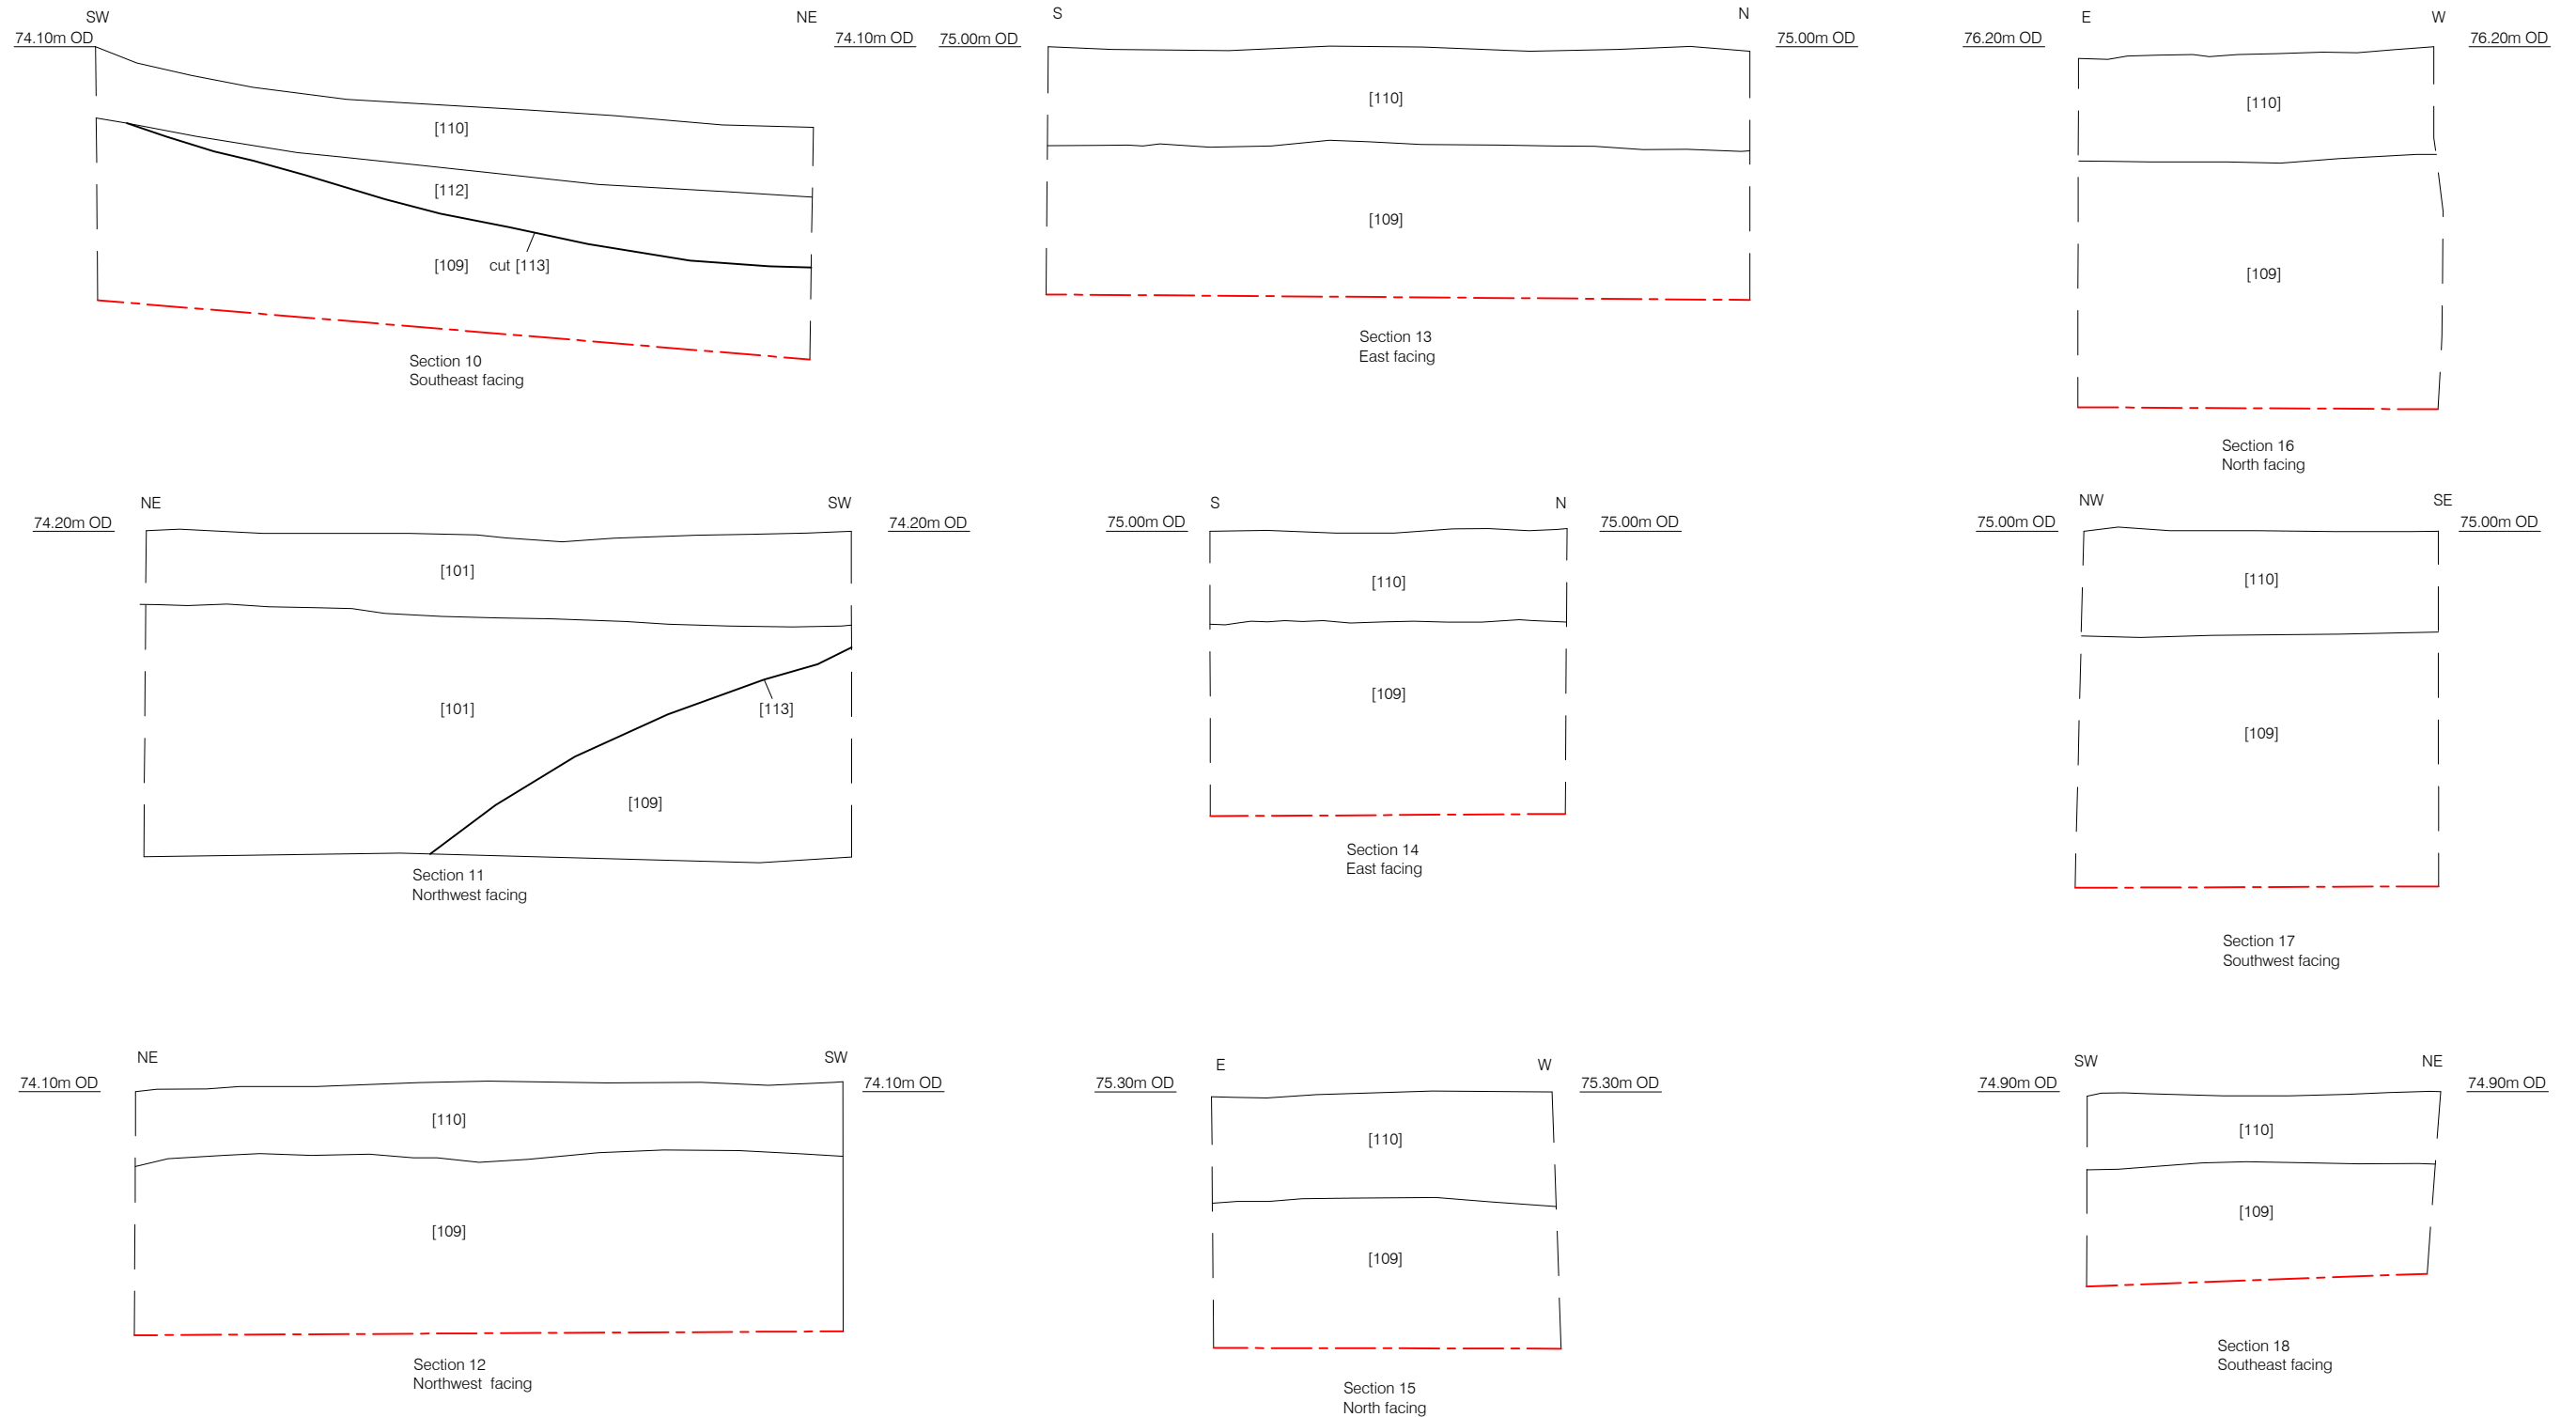 SW NE
74.10m OD 74.10m OD
[110]
[112]
[109] cut [113]
Section 10
Southeast facing
S N
75.00m OD 75.00m OD
[110]
[109]
Section 13
East facing
E W
76.20m OD 76.20m OD
[110]
[109]
Section 16
North facing
NE SW
74.20m OD 74.20m OD
[101]
[101] [113]
[109]
Section 11
Northwest facing
S N
75.00m OD 75.00m OD
[110]
[109]
Section 14
East facing
NW SE
75.00m OD 75.00m OD
[110]
[109]
Section 17
Southwest facing
NE SW
74.10m OD 74.10m OD
[110]
[109]
Section 12
Northwest facing
E W
75.30m OD 75.30m OD
[110]
[109]
Section 15
North facing
SW NE
74.90m OD 74.90m OD
[110]
[109]
Section 18
Southeast facing